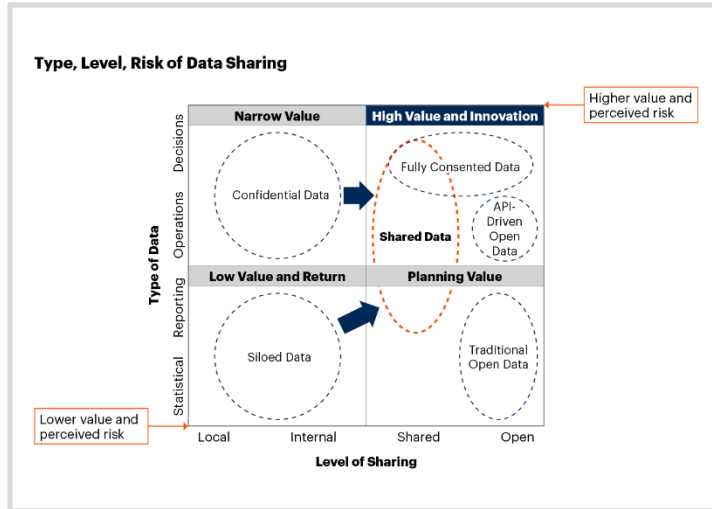 Type, Level, Risk of Data Sharing
Higher value and
perceived risk
Narrow Value
High Value and Innovation
Decisions
Fully Consented Data
Confidential Data
API-
Driven
Open
Data
Operations
Shared Data
Type of Data
Low Value and Return
Planning Value
Reporting
Siloed Data
Traditional
Open Data
Statistical
Lower value and
perceived risk
Local
Internal
Shared
Open
Level of Sharing